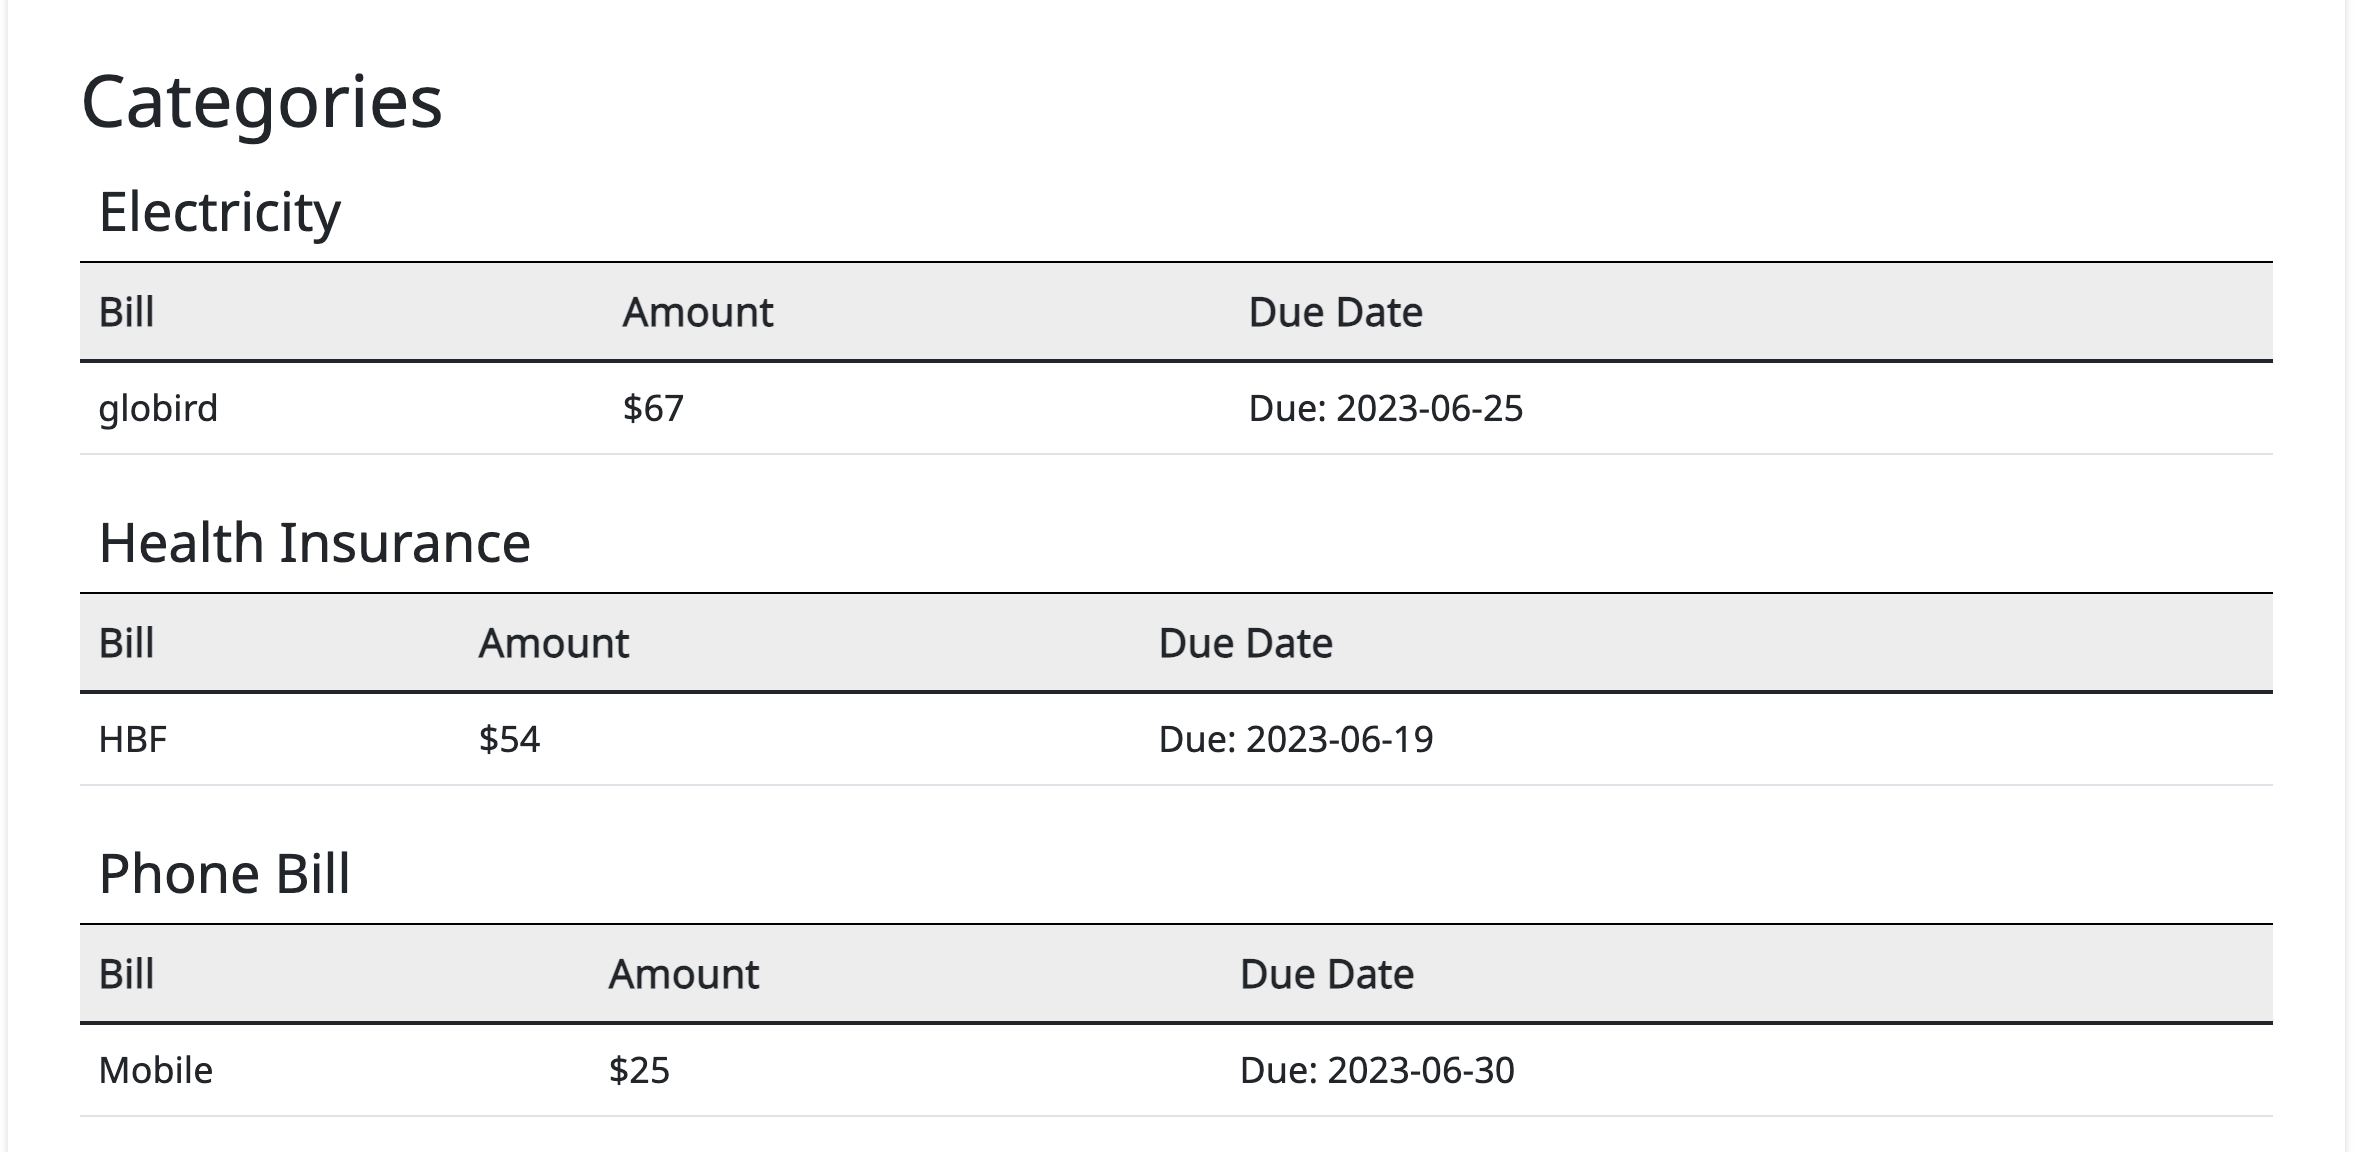 Categories
Electricity
Bill Amount Due Date
globird $67 Due: 2023-06-25
Health Insurance
Bill Amount Due Date
HBF $54 Due: 2023-06-19
Phone Bill
Bill Amount Due Date
Mobile $25 Due: 2023-06-30